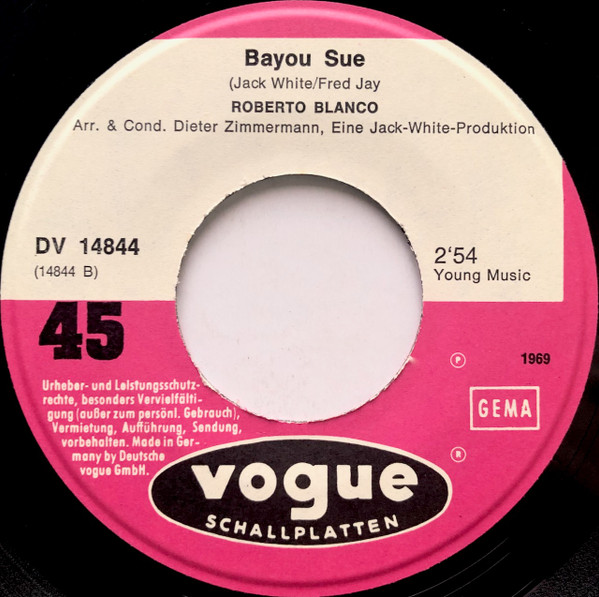 Bayou Sue
(Jack White/Fred Jay
ROBERTO BLANCO
Arr. & Cond. Dieter Zimmermann, Eine Jack-White-Produktion
DV 14844
(14844 B)
2'54
Young Music
45
℗
1969
GEMA
Urheber- und Leistungsschutz-
rechte, besonders Vervielfälti-
gung (außer zum persönl. Gebrauch),
Vermietung, Aufführung, Sendung,
vorbehalten. Made in Ger-
many by Deutsche
vogue GmbH.
®
vogue
SCHALLPLATTEN